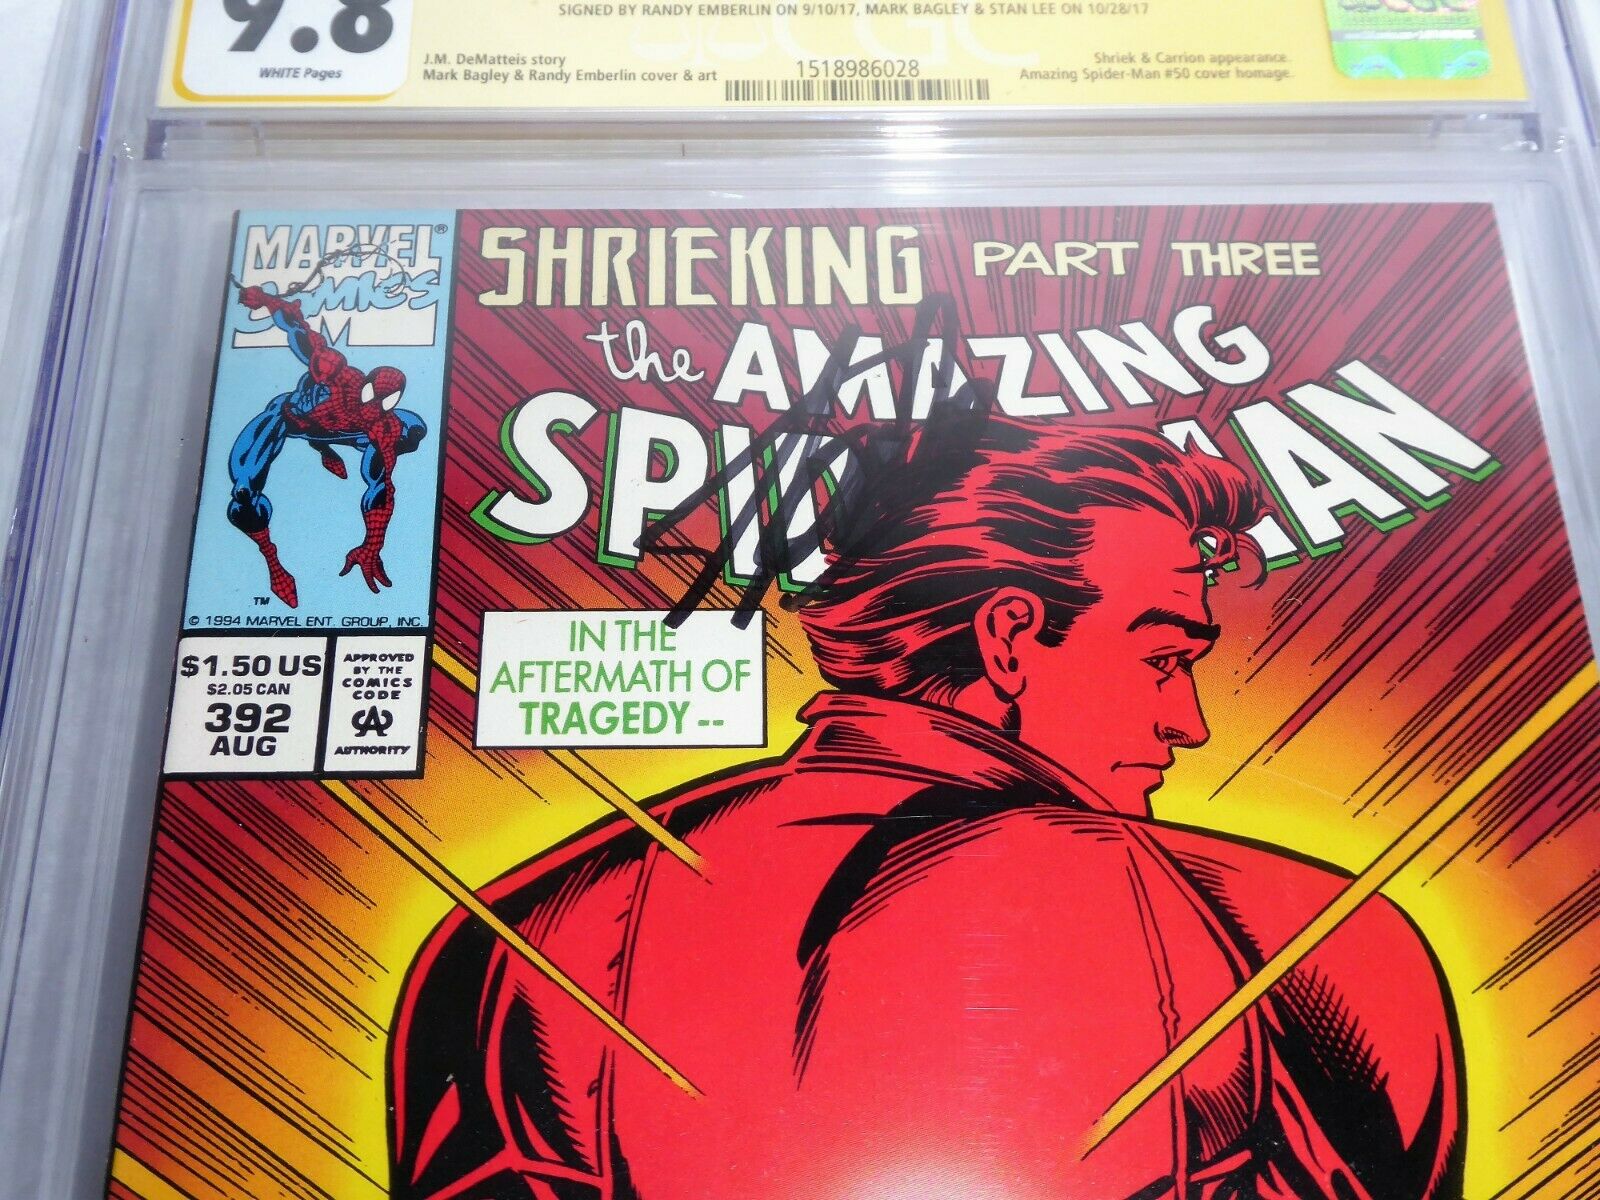 9.8
WHITE Pages
SIGNED BY RANDY EMBERLIN ON 9/10/17, MARK BAGLEY & STAN LEE ON 10/28/17
J.M. DeMatteis story
Mark Bagley & Randy Emberlin cover & art
1518986028
Shriek & Carrion appearance.
Amazing Spider-Man #50 cover homage.
CGC
MARVEL®
COMICS
M
TM
© 1994 MARVEL ENT. GROUP, INC.
$1.50 US
$2.05 CAN
392
AUG
APPROVED
BY THE
COMICS
CODE
CA
AUTHORITY
SHRIEKING PART THREE
the AMAZING
SPIDER-MAN
IN THE
AFTERMATH OF
TRAGEDY --